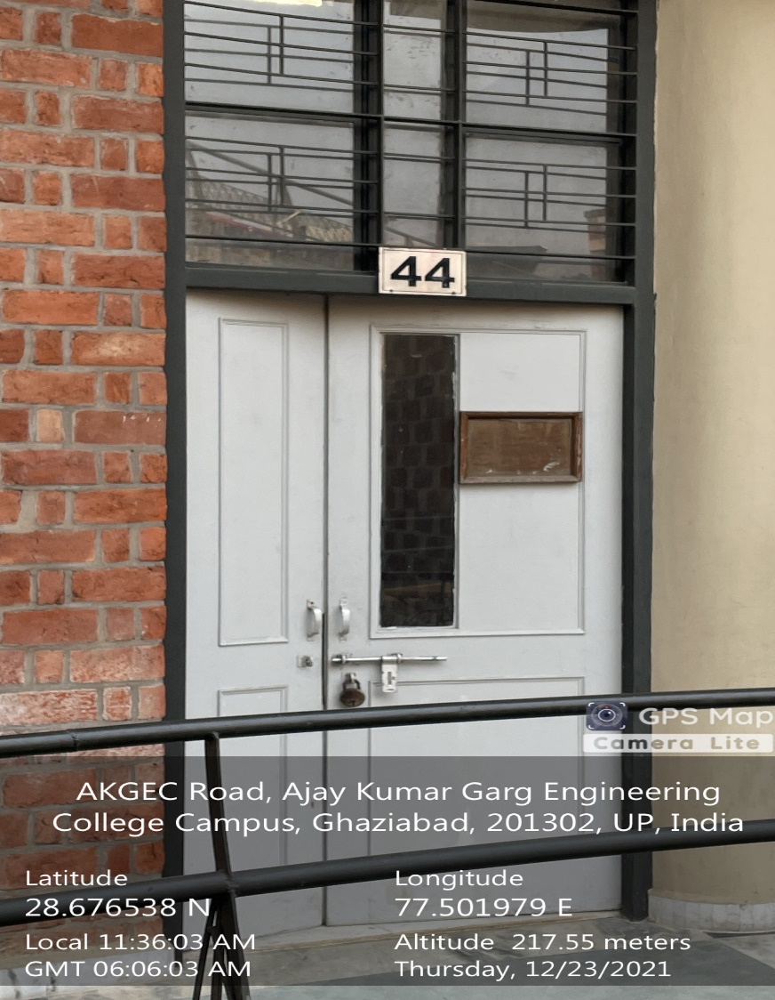 44
GPS Map
Camera Lite
AKGEC Road, Ajay Kumar Garg Engineering
College Campus, Ghaziabad, 201302, UP, India
Latitude
28.676538 N
Longitude
77.501979 E
Local 11:36:03 AM
GMT 06:06:03 AM
Altitude 217.55 meters
Thursday, 12/23/2021